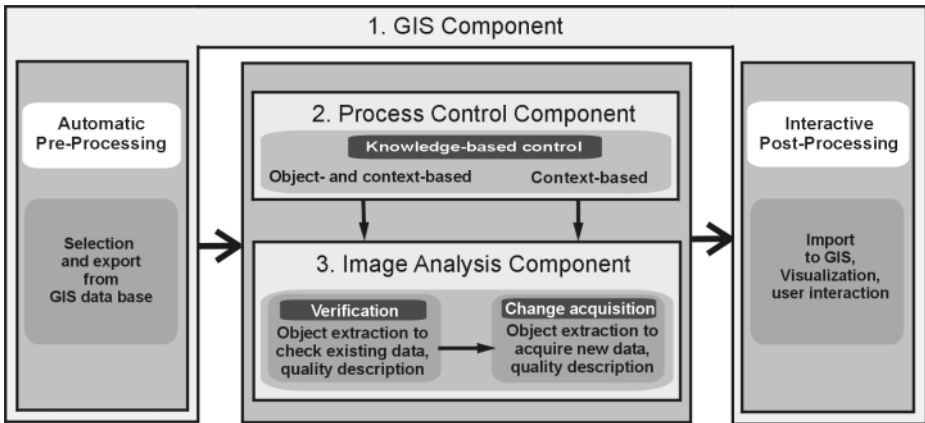 1. GIS Component
Automatic
Pre-Processing
Selection
and export
from
GIS data base
2. Process Control Component
Knowledge-based control
Object- and context-based
Context-based
3. Image Analysis Component
Verification
Object extraction to
check existing data,
quality description
Change acquisition
Object extraction to
acquire new data,
quality description
Interactive
Post-Processing
Import
to GIS,
Visualization,
user interaction